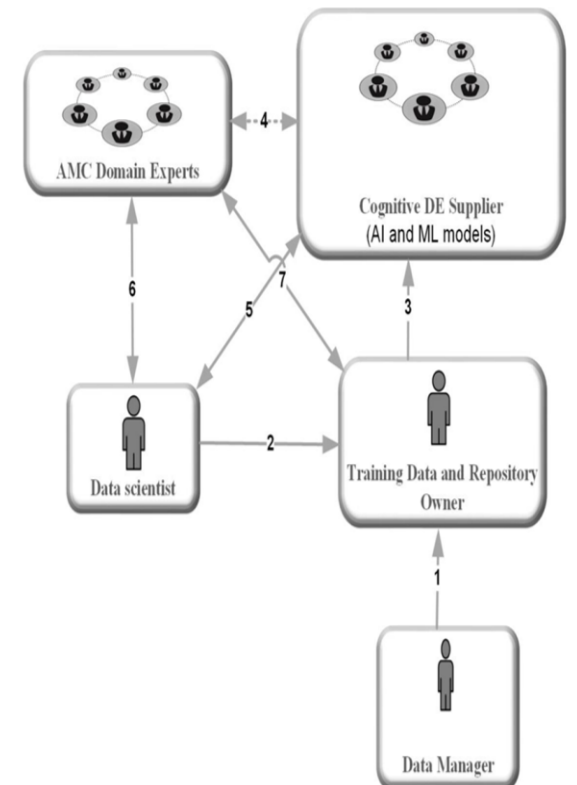 4
AMC Domain Experts
Cognitive DE Supplier
(AI and ML models)
7
6
5
3
2
Data scientist
Training Data and Repository
Owner
1
Data Manager